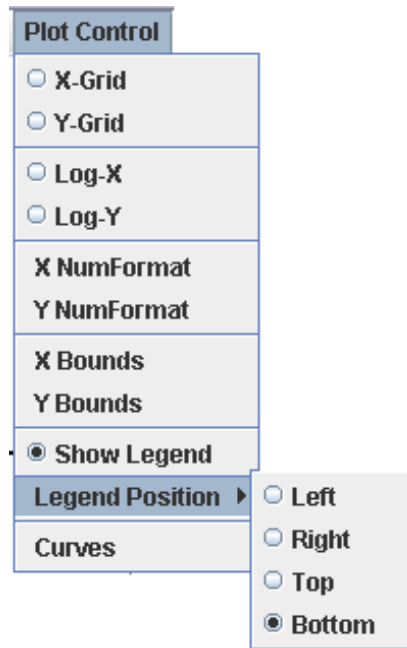 Plot Control
X-Grid
Y-Grid
Log-X
Log-Y
X NumFormat
Y NumFormat
X Bounds
Y Bounds
Show Legend
Legend Position
Curves
Left
Right
Top
Bottom